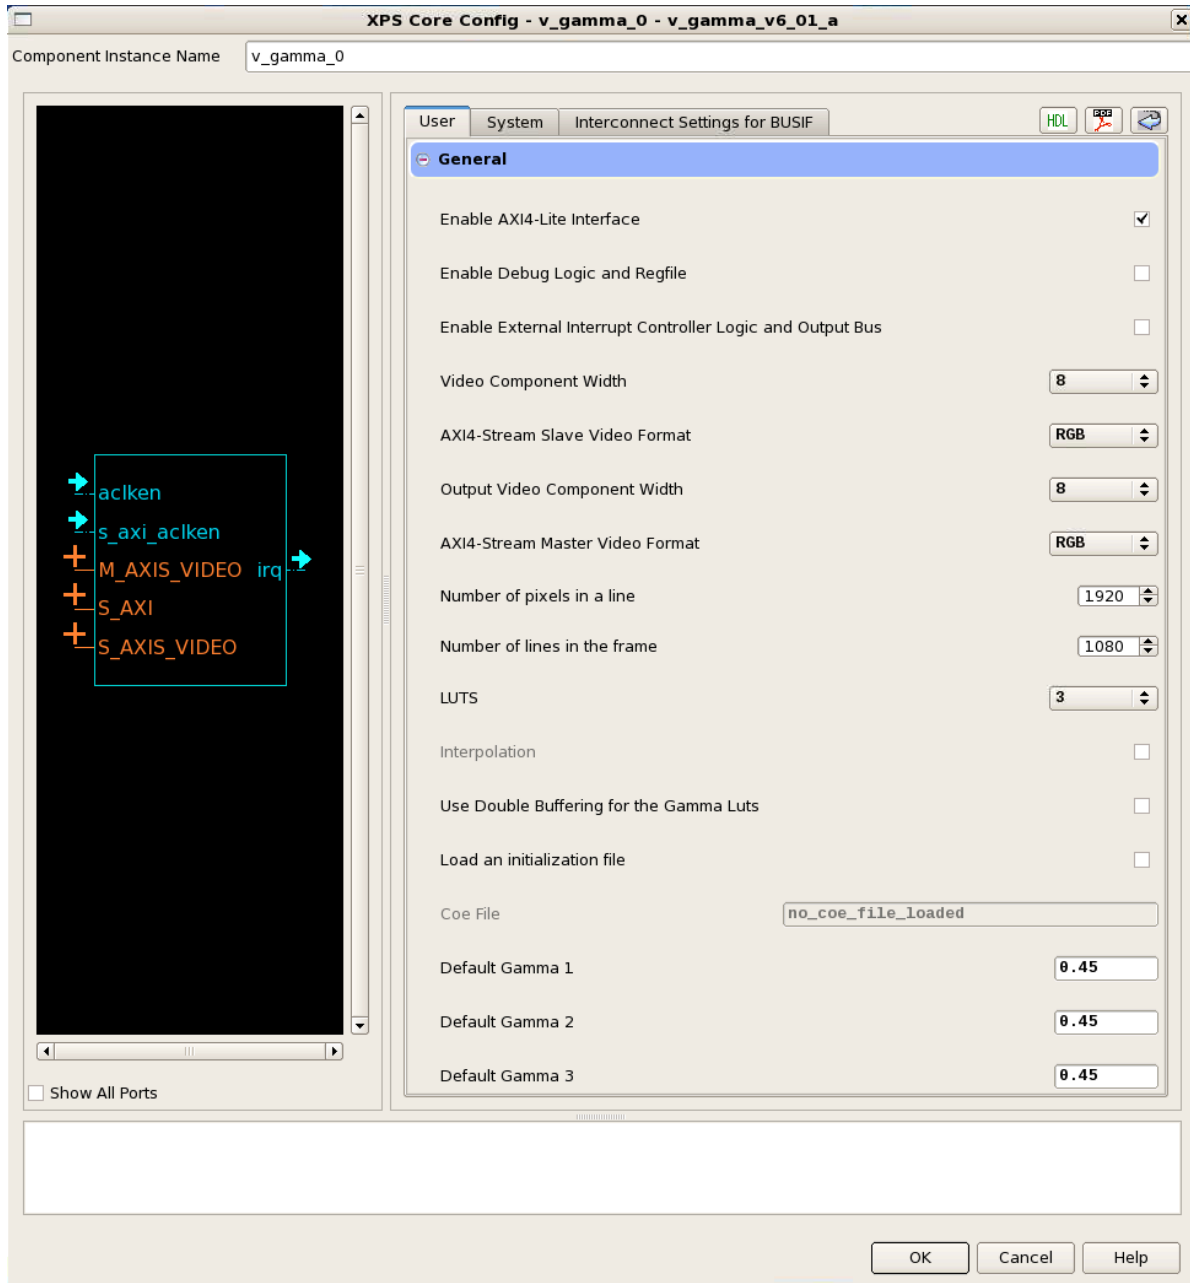 XPS Core Config - v_gamma_0 - v_gamma_v6_01_a
Component Instance Name v_gamma_0
User System Interconnect Settings for BUSIF HDL PDF
General
Enable AXI4-Lite Interface
Enable Debug Logic and Regfile
Enable External Interrupt Controller Logic and Output Bus
Video Component Width 8
AXI4-Stream Slave Video Format RGB
Output Video Component Width 8
AXI4-Stream Master Video Format RGB
Number of pixels in a line 1920
Number of lines in the frame 1080
LUTS 3
Interpolation
Use Double Buffering for the Gamma Luts
Load an initialization file
Coe File no_coe_file_loaded
Default Gamma 1 0.45
Default Gamma 2 0.45
Default Gamma 3 0.45
aclken
s_axi_aclken
M_AXIS_VIDEO irq
S_AXI
S_AXIS_VIDEO
Show All Ports
OK Cancel Help